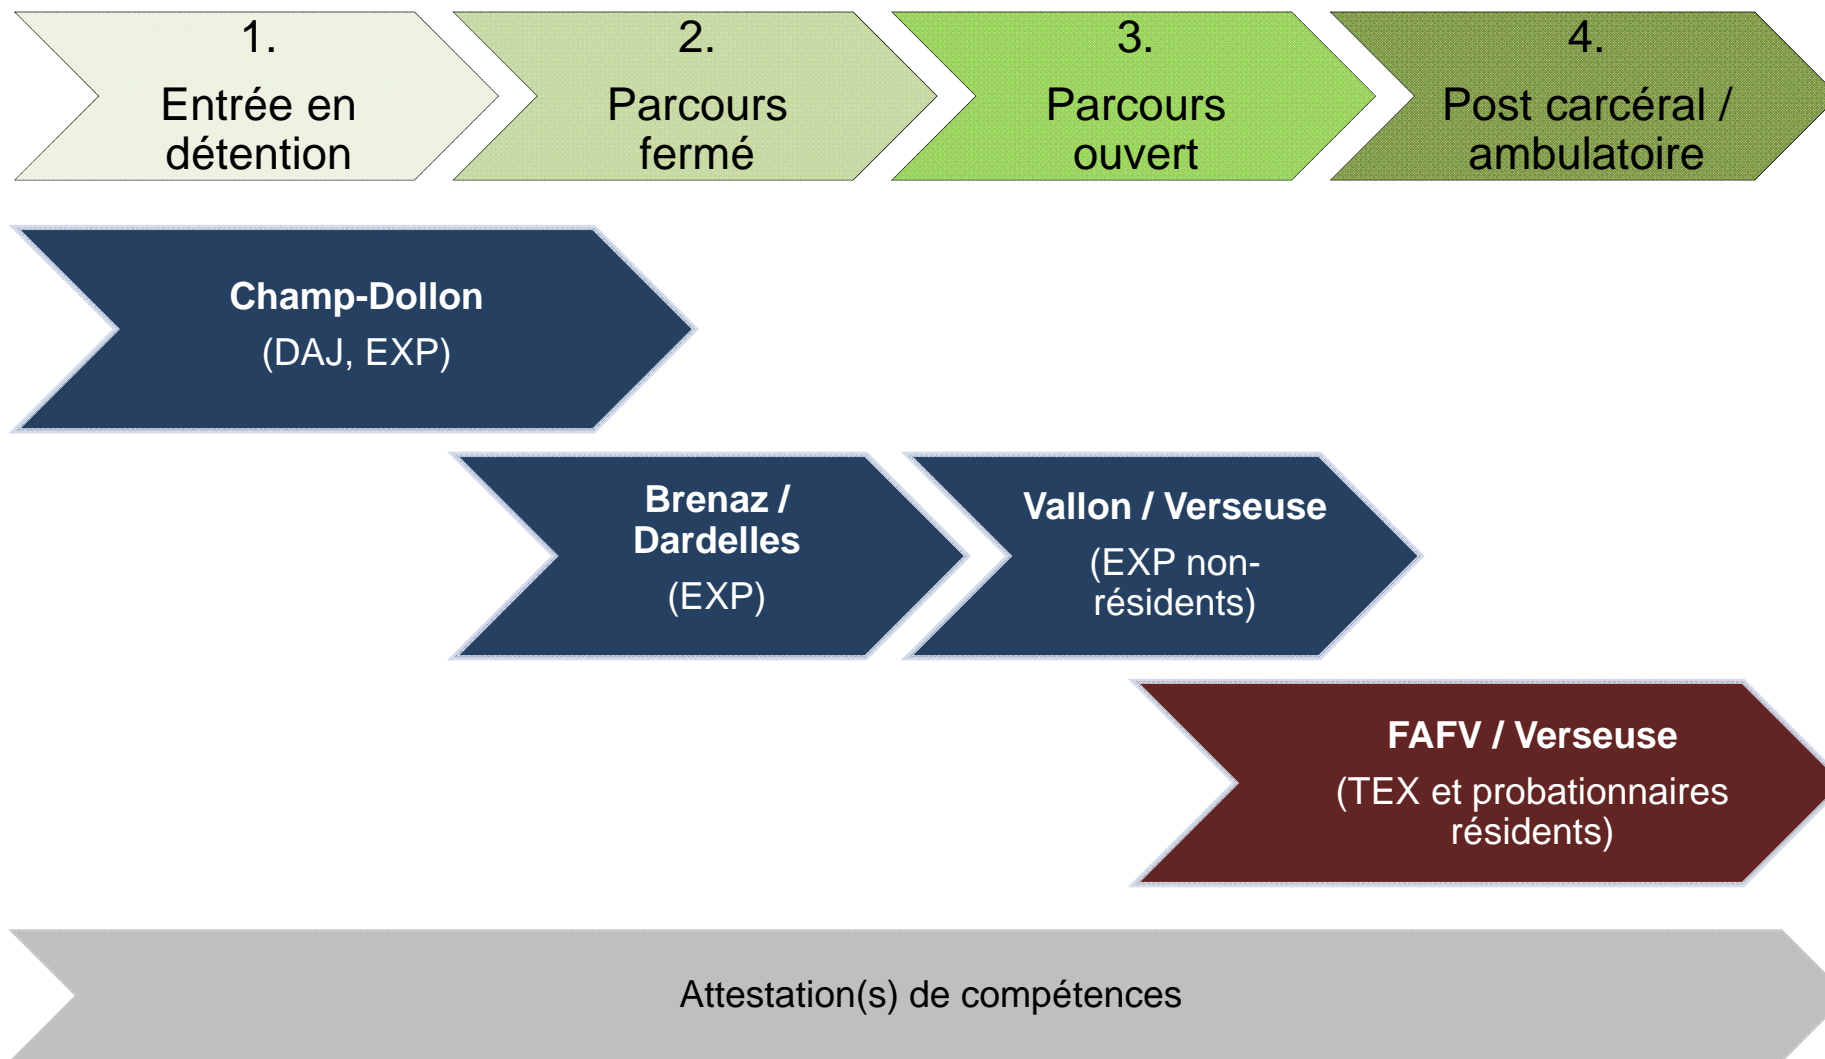 1.
Entrée en
détention
2.
Parcours
fermé
3.
Parcours
ouvert
4.
Post carcéral /
ambulatoire
Champ-Dollon
(DAJ, EXP)
Brenaz /
Dardelles
(EXP)
Vallon / Verseuse
(EXP non-
résidents)
FAFV / Verseuse
(TEX et probationnaires
résidents)
Attestation(s) de compétences